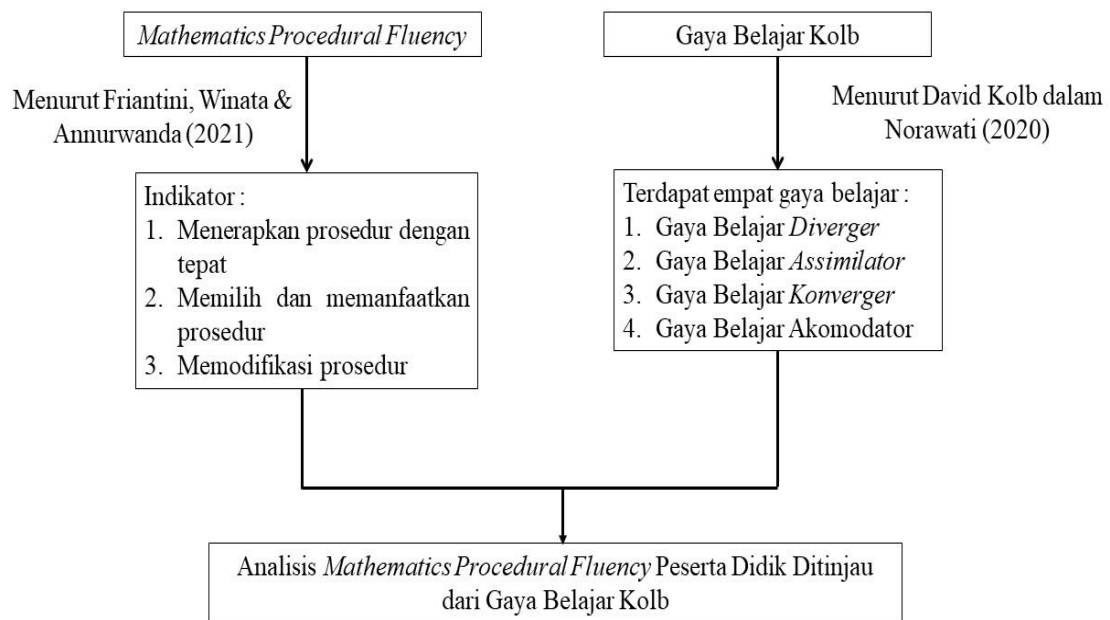 Mathematics Procedural Fluency
Gaya Belajar Kolb
Menurut Friantini, Winata &
Annurwanda (2021)
Menurut David Kolb dalam
Norawati (2020)
Indikator :
1. Menerapkan prosedur dengan
tepat
2. Memilih dan memanfaatkan
prosedur
3. Memodifikasi prosedur
Terdapat empat gaya belajar :
1. Gaya Belajar Diverger
2. Gaya Belajar Assimilator
3. Gaya Belajar Konverger
4. Gaya Belajar Akomodator
Analisis Mathematics Procedural Fluency Peserta Didik Ditinjau
dari Gaya Belajar Kolb